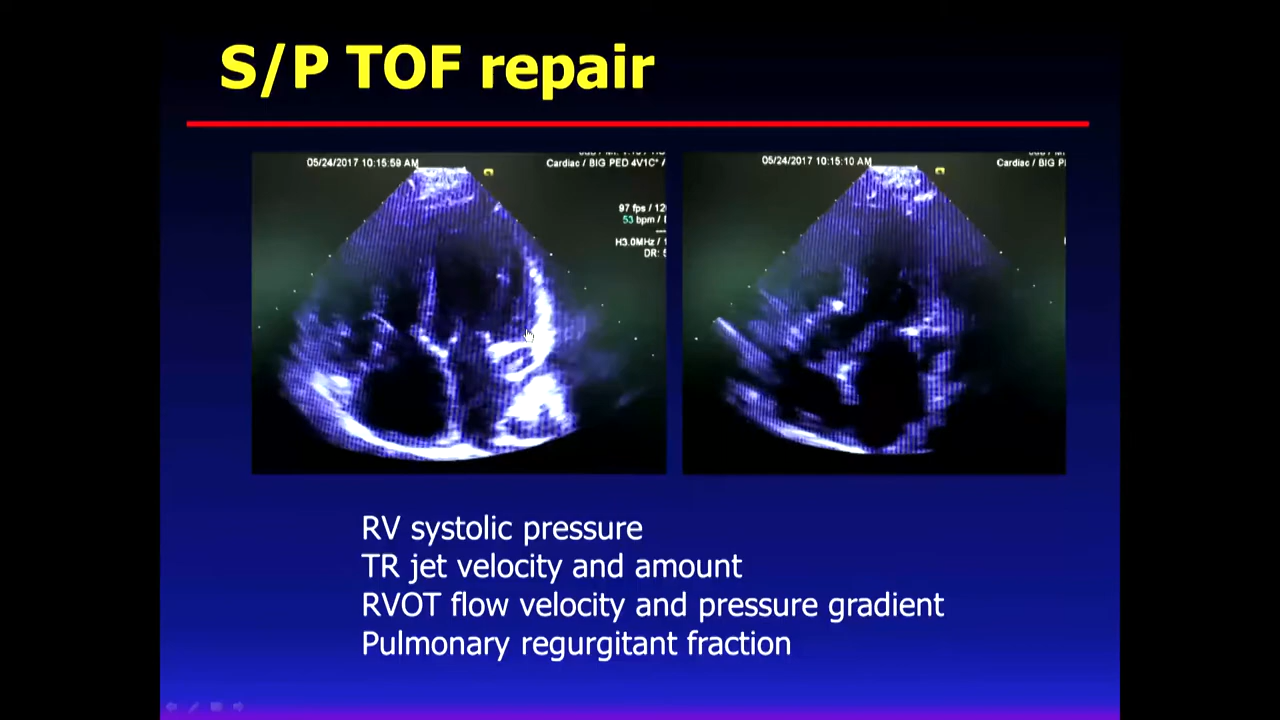 S/P TOF repair
05/24/2017 10:15:59 AM
Cardiac / BIG PED 4V1C*
97 fps /
53 bpm /
H3.0MHz /
DR:
05/24/2017 10:15:10 AM
Cardiac / BIG
RV systolic pressure
TR jet velocity and amount
RVOT flow velocity and pressure gradient
Pulmonary regurgitant fraction